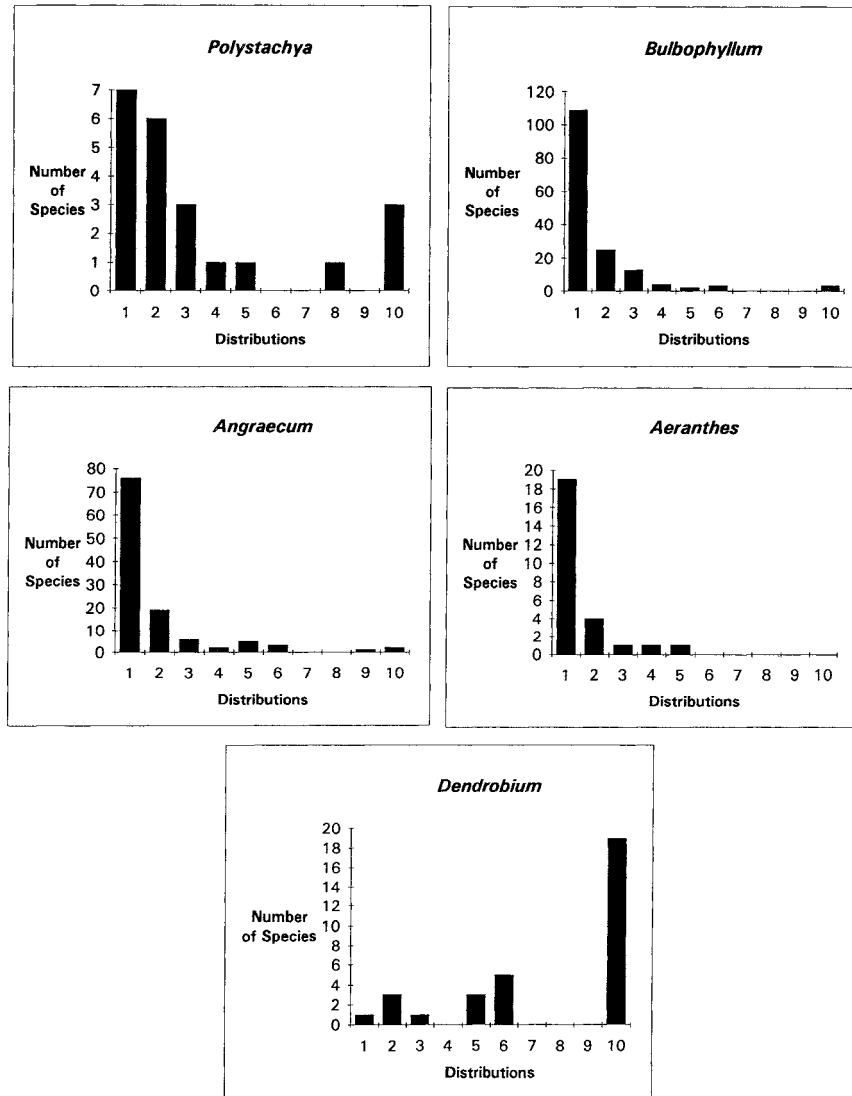 Polystachya
7
6
5
4
3
2
1
0
Number
of
Species
1 2 3 4 5 6 7 8 9 10
Distributions
Bulbophyllum
120
100
80
60
40
20
0
Number
of
Species
1 2 3 4 5 6 7 8 9 10
Distributions
Angraecum
80
70
60
50
40
30
20
10
0
Number
of
Species
1 2 3 4 5 6 7 8 9 10
Distributions
Aeranthes
20
18
16
14
12
10
8
6
4
2
0
Number
of
Species
1 2 3 4 5 6 7 8 9 10
Distributions
Dendrobium
20
18
16
14
12
10
8
6
4
2
0
Number
of Species
1 2 3 4 5 6 7 8 9 10
Distributions